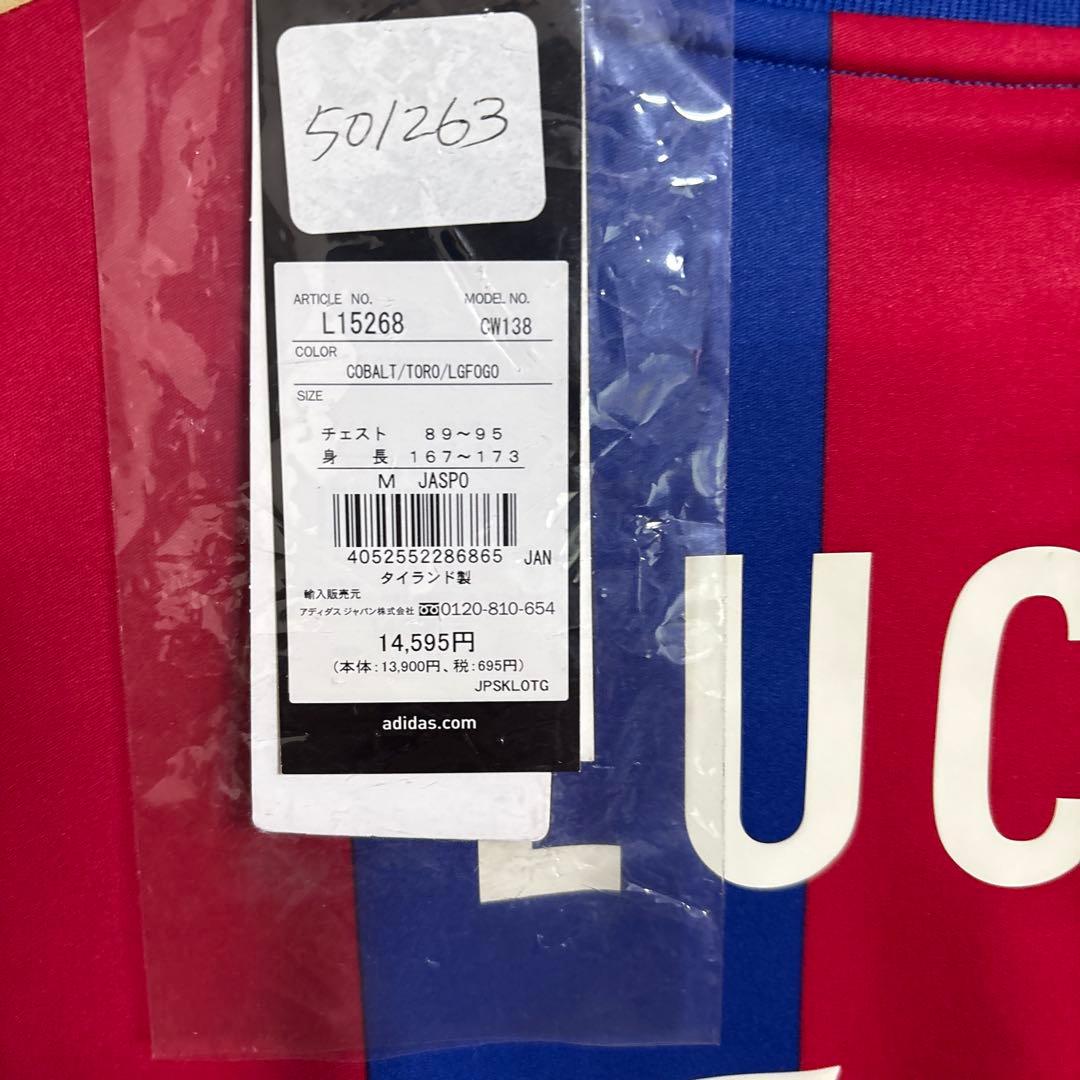 501263
ARTICLE NO. MODEL NO.
L15268 CW138
COLOR
COBALT/TORO/LGFOGO
SIZE
チェスト 89～95
身 長 167～173
M JASPO
4052552286865 JAN
タイランド製
輸入販売元
アディダス ジャパン株式会社 0120-810-654
14,595円
(本体:13,900円、税:695円)
JPSKLOTG
adidas.com
LUC